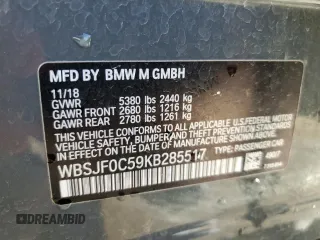 MFD BY BMW M GMBH
11/18
GVWR 5380 lbs 2440 kg
GAWR FRONT 2680 lbs 1216 kg
GAWR REAR 2780 lbs 1261 kg
THIS VEHICLE CONFORMS TO ALL APPLICABLE FEDERAL MOTOR
VEHICLE SAFETY, BUMPER, AND THEFT PREVENTION STANDARDS
IN EFFECT ON THE DATE OF MANUFACTURE SHOWN ABOVE.
WBSJF0C59KB285517 TYPE: PASSENGER CAR
DREAMBID